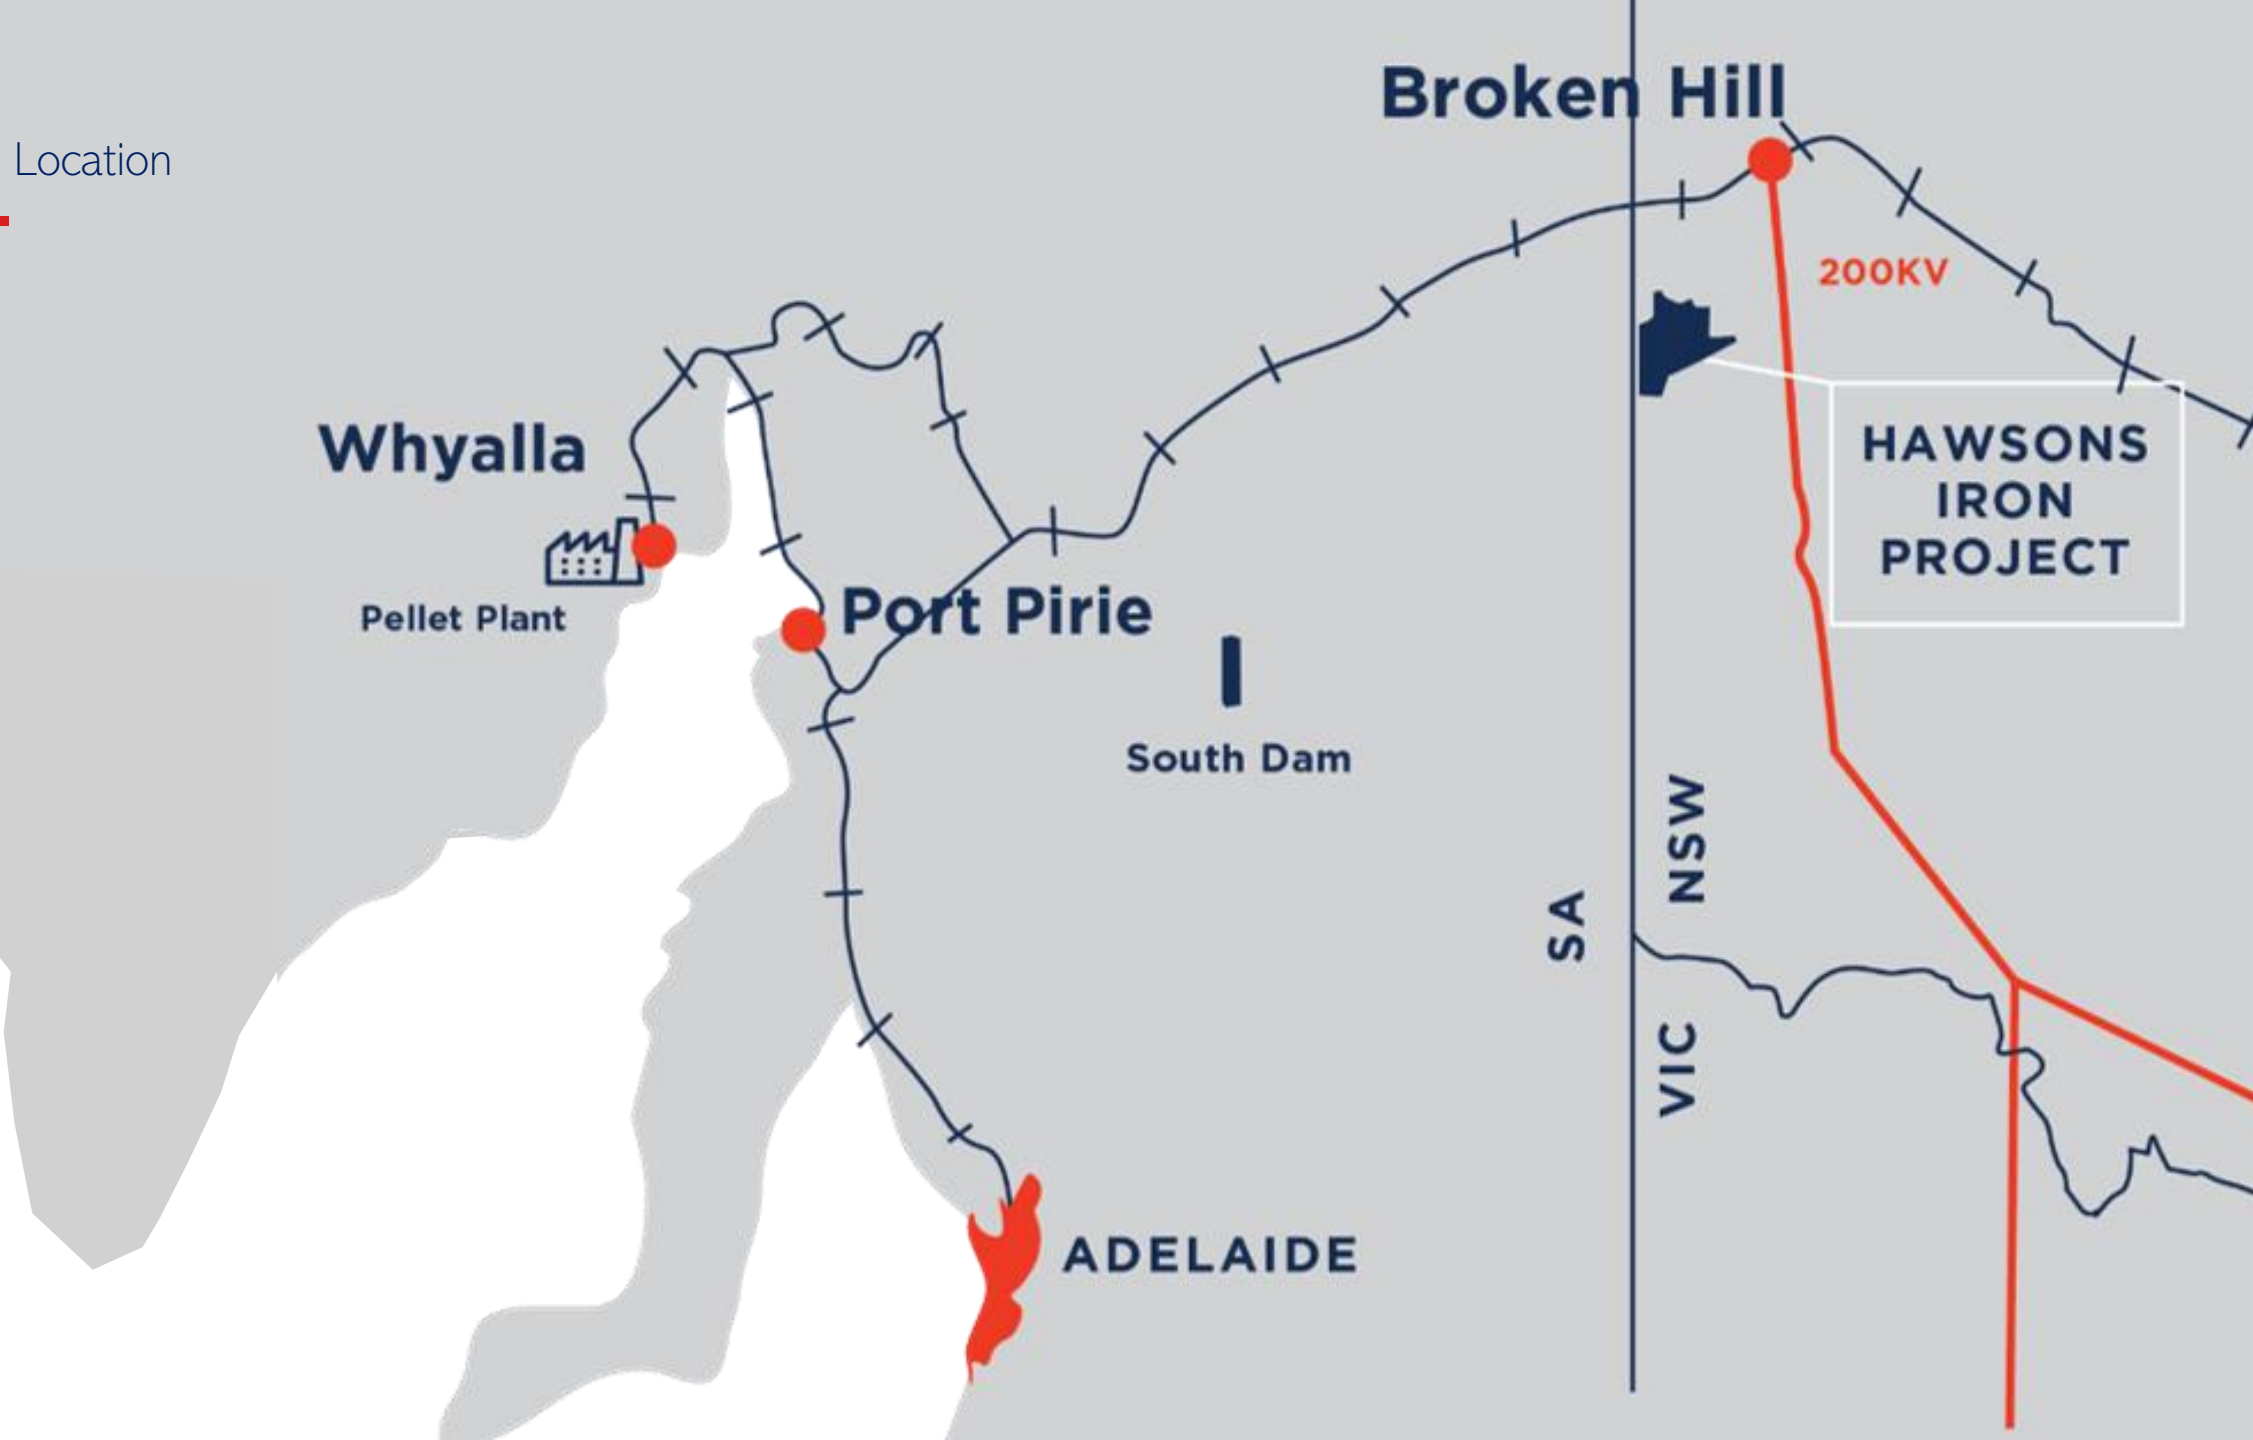 Broken Hill
Location
200KV
Whyalla
HAWSONS
IRON
PROJECT
Pellet Plant
Port Pirie
South Dam
NSW
SA
VIC
ADELAIDE